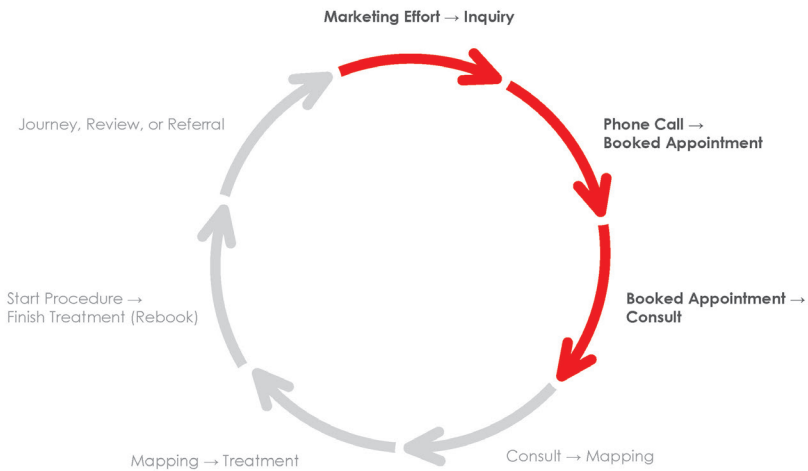 Marketing Effort → Inquiry
Phone Call →
Booked Appointment
Booked Appointment →
Consult
Consult → Mapping
Mapping → Treatment
Start Procedure →
Finish Treatment (Rebook)
Journey, Review, or Referral